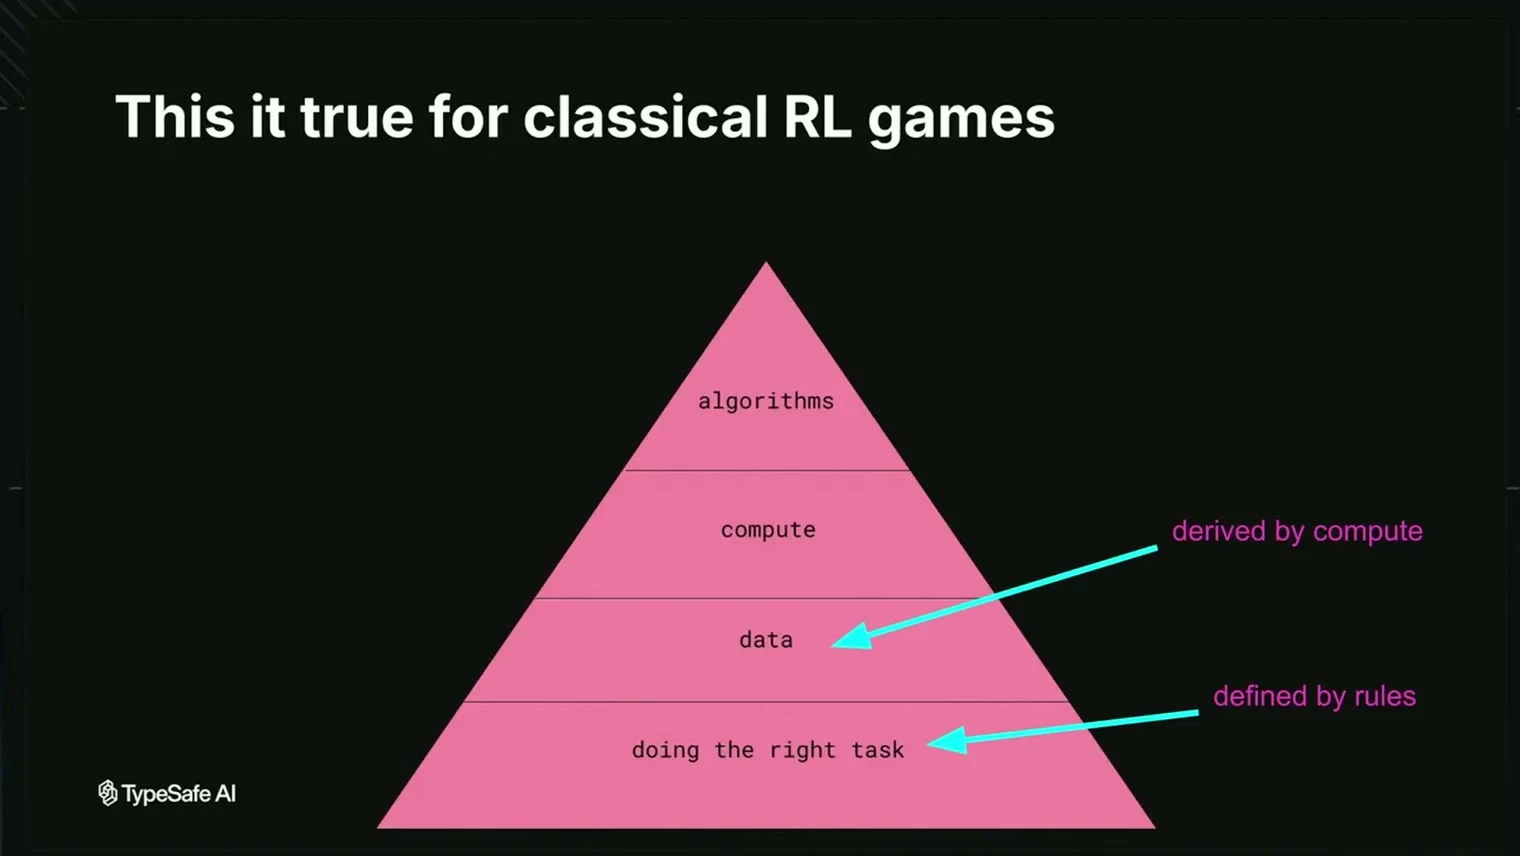 This it true for classical RL games
algorithms
compute
derived by compute
data
defined by rules
doing the right task
TypeSafe AI